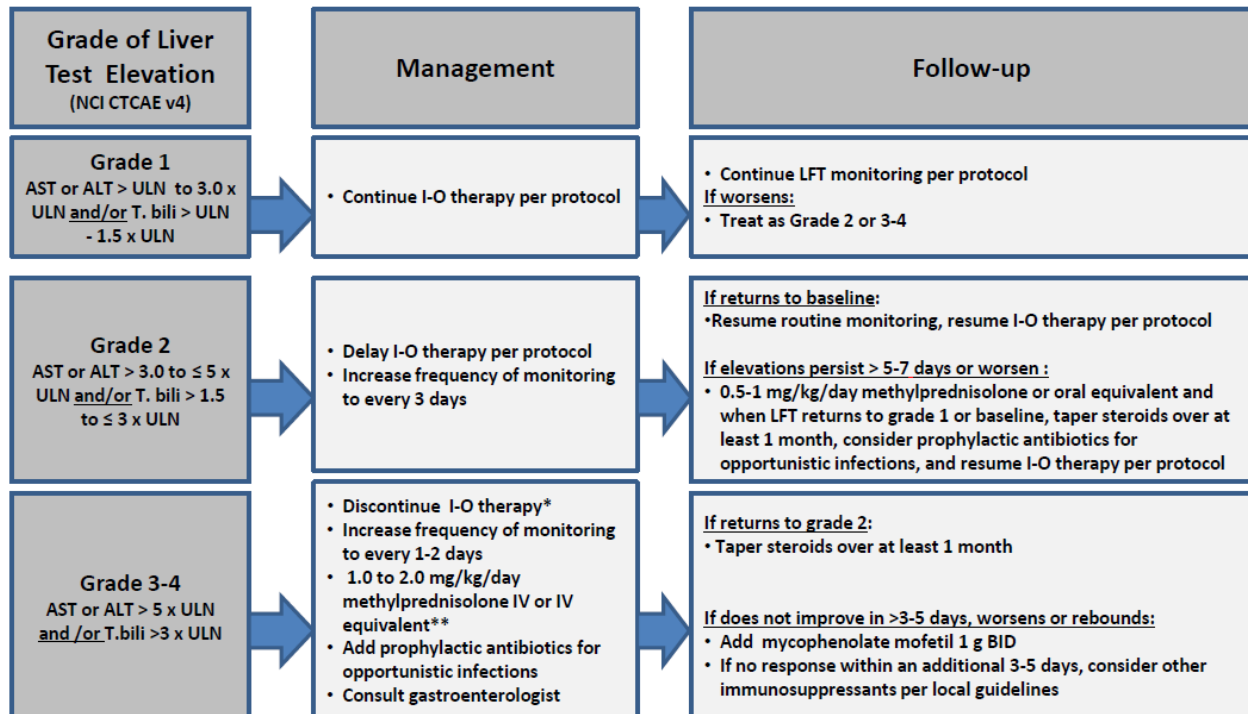 Grade of Liver
Test Elevation
(NCI CTCAE v4)
Management
Follow-up
Grade 1
AST or ALT > ULN to 3.0 x
ULN and/or T. bili > ULN
- 1.5 x ULN
• Continue I-O therapy per protocol
• Continue LFT monitoring per protocol
If worsens:
• Treat as Grade 2 or 3-4
Grade 2
AST or ALT > 3.0 to ≤ 5 x
ULN and/or T. bili > 1.5
to ≤ 3 x ULN
• Delay I-O therapy per protocol
• Increase frequency of monitoring
to every 3 days
If returns to baseline:
•Resume routine monitoring, resume I-O therapy per protocol
If elevations persist > 5-7 days or worsen :
• 0.5-1 mg/kg/day methylprednisolone or oral equivalent and
when LFT returns to grade 1 or baseline, taper steroids over at
least 1 month, consider prophylactic antibiotics for
opportunistic infections, and resume I-O therapy per protocol
Grade 3-4
AST or ALT > 5 x ULN
and /or T.bili >3 x ULN
• Discontinue I-O therapy*
• Increase frequency of monitoring
to every 1-2 days
• 1.0 to 2.0 mg/kg/day
methylprednisolone IV or IV
equivalent**
• Add prophylactic antibiotics for
opportunistic infections
• Consult gastroenterologist
If returns to grade 2:
• Taper steroids over at least 1 month
If does not improve in >3-5 days, worsens or rebounds:
• Add mycophenolate mofetil 1 g BID
• If no response within an additional 3-5 days, consider other
immunosuppressants per local guidelines